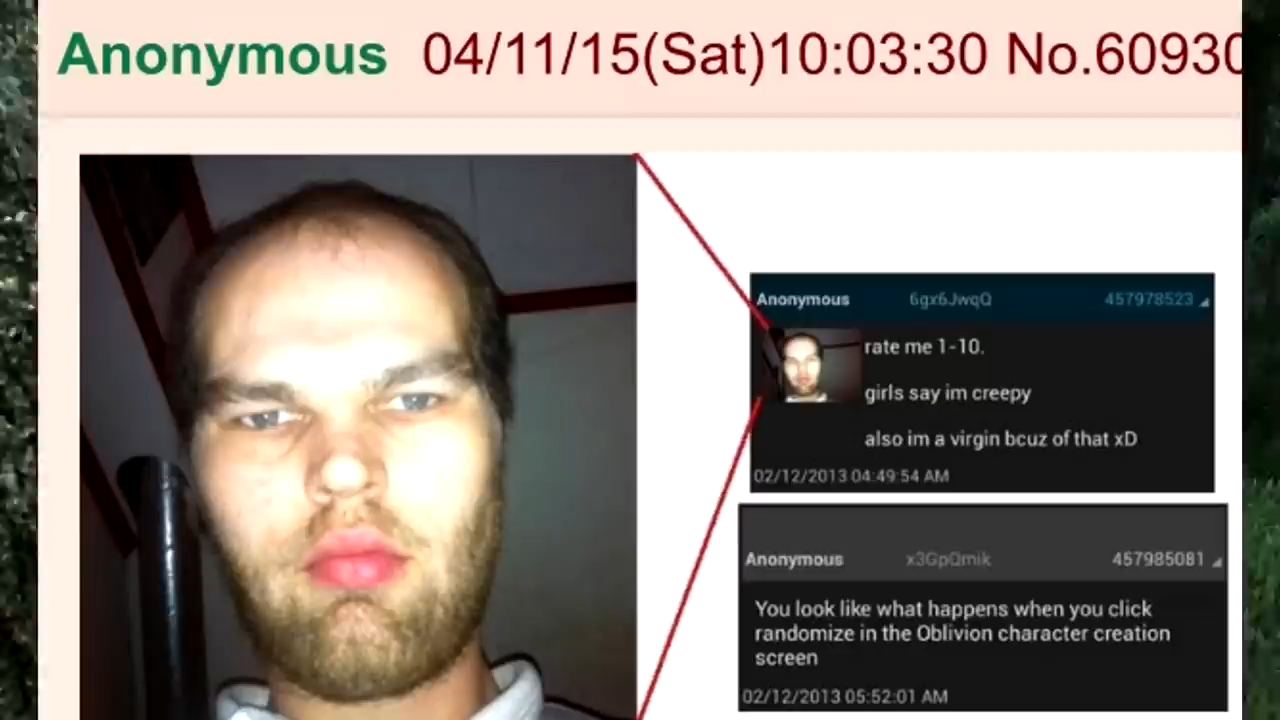 Anonymous 04/11/15(Sat)10:03:30 No.60930
Anonymous 6gx6JwqQ 457978523
rate me 1-10.
girls say im creepy
also im a virgin bcuz of that xD
02/12/2013 04:49:54 AM
Anonymous x3GpQmik 457985081
You look like what happens when you click
randomize in the Oblivion character creation
screen
02/12/2013 05:52:01 AM